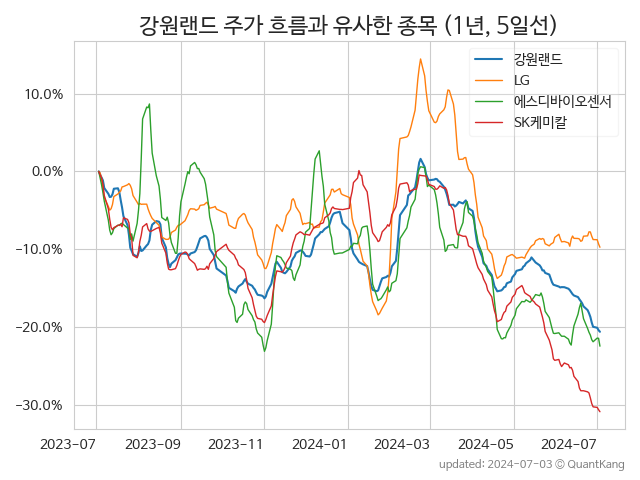 강원랜드 주가 흐름과 유사한 종목 (1년, 5일선)
강원랜드
LG
에스디바이오센서
SK케미칼
10.0%
0.0%
−10.0%
−20.0%
−30.0%
2023-07 2023-09 2023-11 2024-01 2024-03 2024-05 2024-07
updated: 2024-07-03 © QuantKang